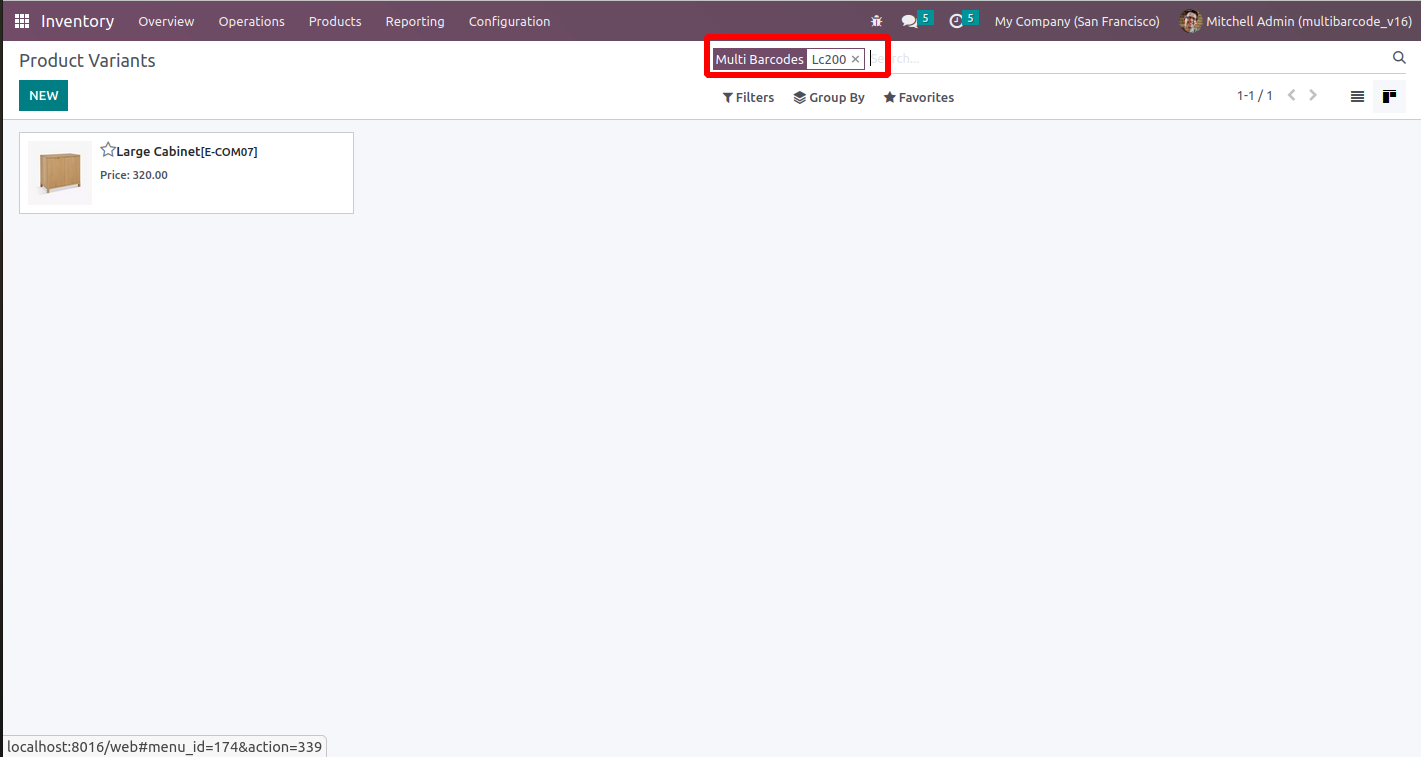 Inventory Overview Operations Products Reporting Configuration 5 5 My Company (San Francisco) Mitchell Admin (multibarcode_v16)
Product Variants Multi Barcodes Lc200 × Search...
NEW Filters Group By Favorites 1-1 / 1
Large Cabinet[E-COM07]
Price: 320.00
localhost:8016/web#menu_id=174&action=339